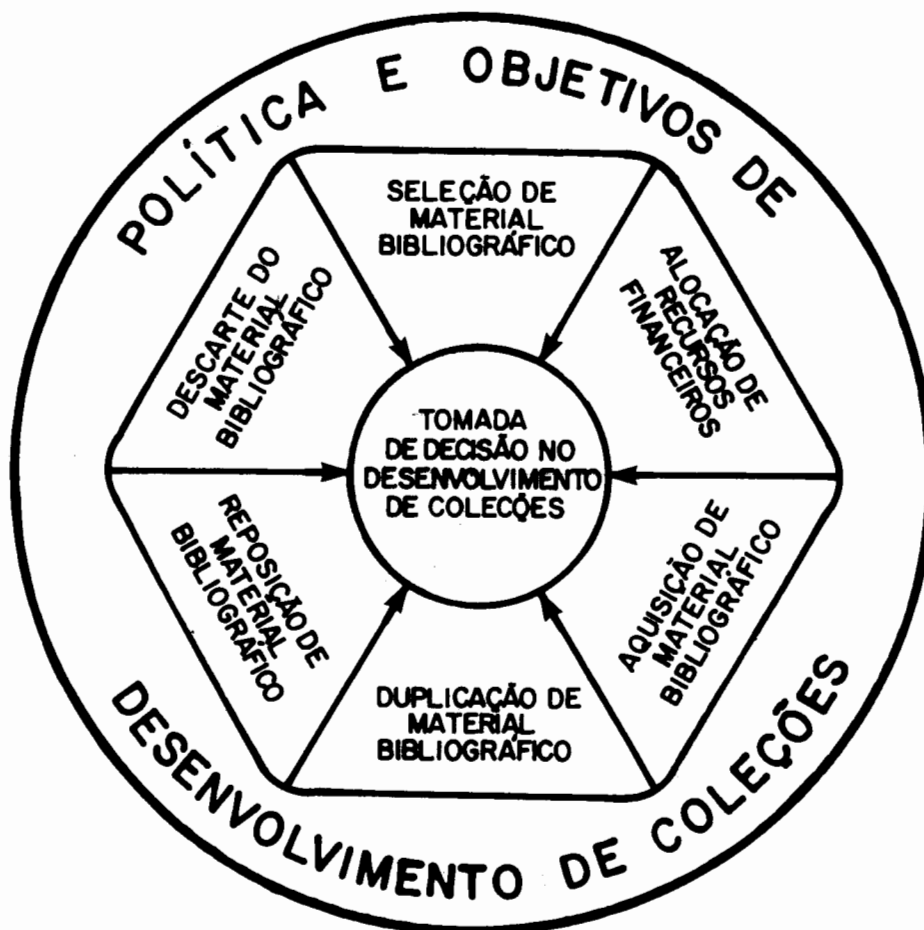 POLÍTICA E OBJETIVOS DE
DESENVOLVIMENTO DE COLEÇÕES
SELEÇÃO DE
MATERIAL
BIBLIOGRÁFICO
ALOCAÇÃO DE
RECURSOS
FINANCEIROS
AQUISIÇÃO DE
MATERIAL
BIBLIOGRÁFICO
DUPLICAÇÃO DE
MATERIAL
BIBLIOGRÁFICO
REPOSIÇÃO DE
MATERIAL
BIBLIOGRÁFICO
DESCARTE DO
MATERIAL
BIBLIOGRÁFICO
TOMADA
DE DECISÃO NO
DESENVOLVIMENTO
DE COLECÕES